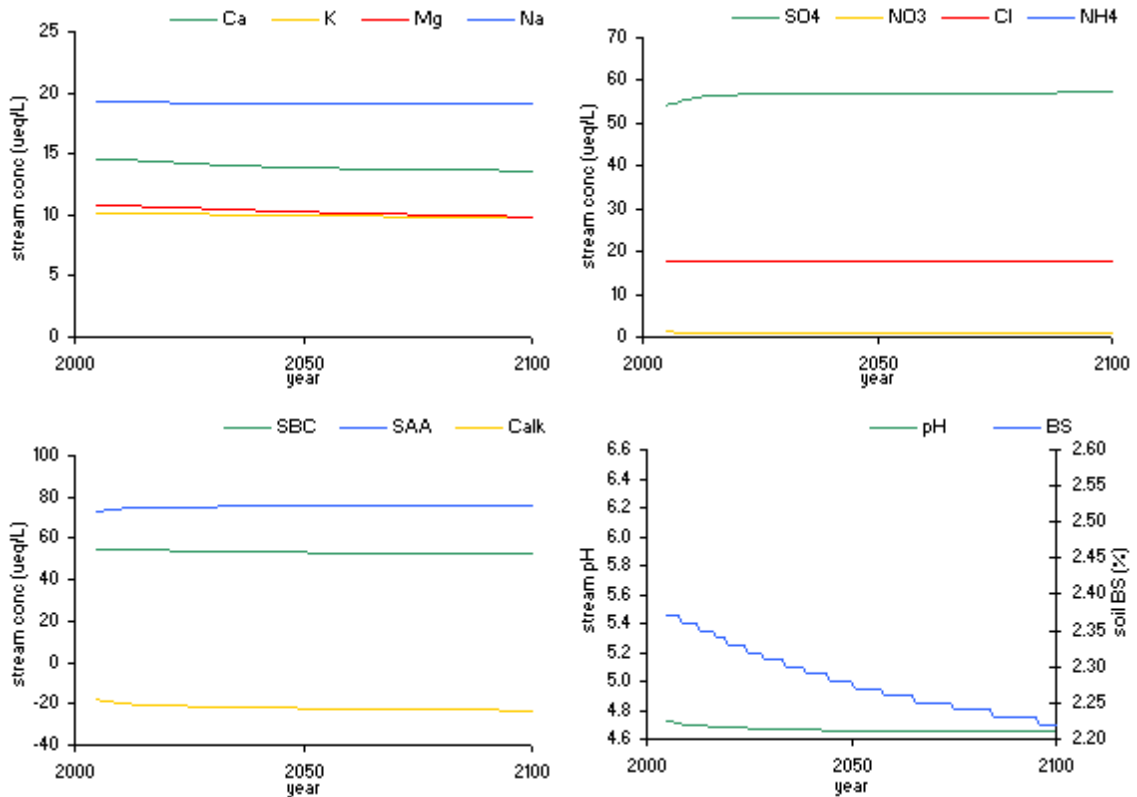 Ca K Mg Na
25
20
15
10
5
0
stream conc (ueq/L)
2000 2050 2100
year
SO4 NO3 Cl NH4
70
60
50
40
30
20
10
0
stream conc (ueq/L)
2000 2050 2100
year
SBC SAA Calk
100
80
60
40
20
0
-20
-40
stream conc (ueq/L)
2000 2050 2100
year
pH BS
6.6
6.4
6.2
6.0
5.8
5.6
5.4
5.2
5.0
4.8
4.6
stream pH
2.60
2.55
2.50
2.45
2.40
2.35
2.30
2.25
2.20
soil BS (%)
2000 2050 2100
year